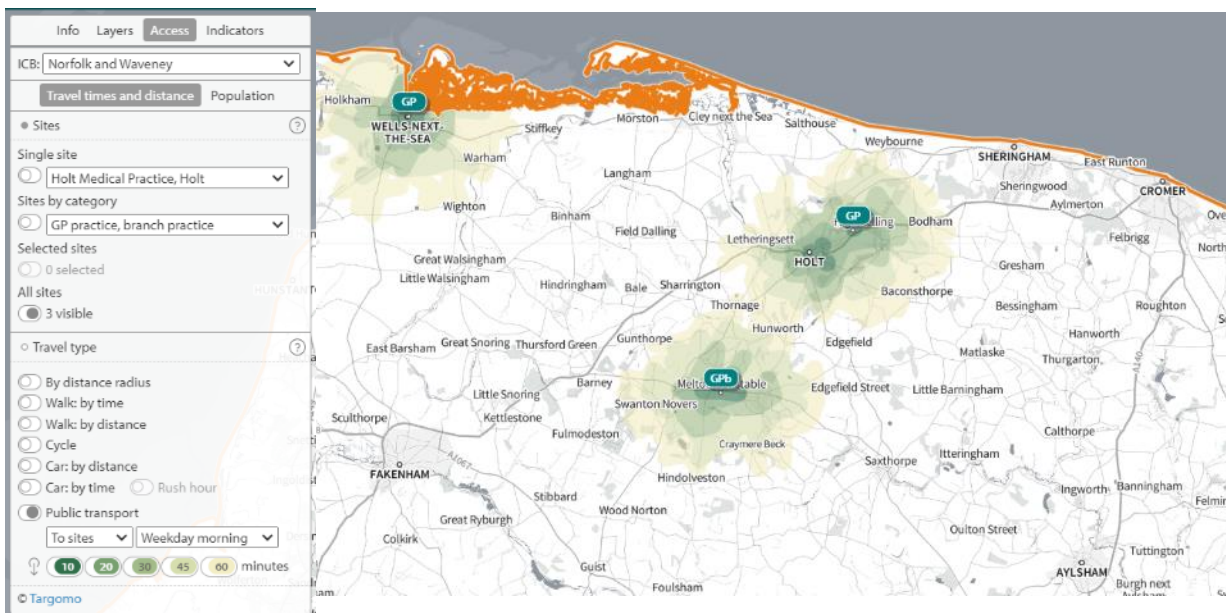 Info Layers Access Indicators
ICB: Norfolk and Waveney
Travel times and distance Population
Sites ?
Single site
Holt Medical Practice, Holt
Sites by category
GP practice, branch practice
Selected sites
0 selected
All sites
3 visible
Travel type ?
By distance radius
Walk: by time
Walk: by distance
Cycle
Car: by distance
Car: by time Rush hour
Public transport
To sites Weekday morning
10 20 30 45 60 minutes
© Targomo
Holkham
GP
WELLS-NEXT-
THE-SEA
Stiffkey
Morston
Cley next the Sea
Salthouse
Weybourne
SHERINGHAM
East Runton
CROMER
Warham
Langham
Sheringwood
Aylmerton
Wighton
Binham
Field Dalling
Letheringsett
GP
Bodham
Felbrigg
HOLT
Great Walsingham
Little Walsingham
Hindringham
Bale
Sharrington
Thornage
Baconsthorpe
Gresham
Bessingham
Roughton
Hunworth
East Barsham
Great Snoring
Thursford Green
Gunthorpe
Edgefield
Matlaske
Hanworth
Thurgarton
A140
Little Snoring
Barney
GPb
Swanton Novers
Edgefield Street
Little Barningham
Sculthorpe
Kettlestone
Fulmodeston
Craymere Beck
Calthorpe
FAKENHAM
A1067
Saxthorpe
Itteringham
Hindolveston
Ingworth
Banningham
Stibbard
Wood Norton
Great Ryburgh
Oulton Street
Colkirk
Tuttington
Guist
AYLSHAM
Foulsham
Burgh next